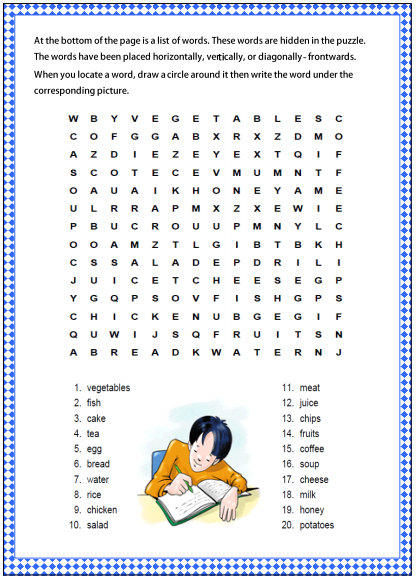 At the bottom of the page is a list of words. These words are hidden in the puzzle.
The words have been placed horizontally, vertically, or diagonally - frontwards.
When you locate a word, draw a circle around it then write the word under the
corresponding picture.
W B Y V E G E T A B L E S C
C O F G G A B X R X Z D M O
A Z D I E Z E Y E X T Q I F
S C O T E C E V M U M N T F
O A U A I K H O N E Y A M E
U L R R A P M X Z X E W I E
P B U C R O U U P M N Y L C
O O A M Z T L G I B T B K H
C S S A L A D E P D R I L I
J U I C E T C H E E S E G P
Y G Q P S O V F I S H G P S
C H I C K E N U B G E G I F
Q U W I J S Q F R U I T S N
A B R E A D K W A T E R N J
1. vegetables
2. fish
3. cake
4. tea
5. egg
6. bread
7. water
8. rice
9. chicken
10. salad
11. meat
12. juice
13. chips
14. fruits
15. coffee
16. soup
17. cheese
18. milk
19. honey
20. potatoes